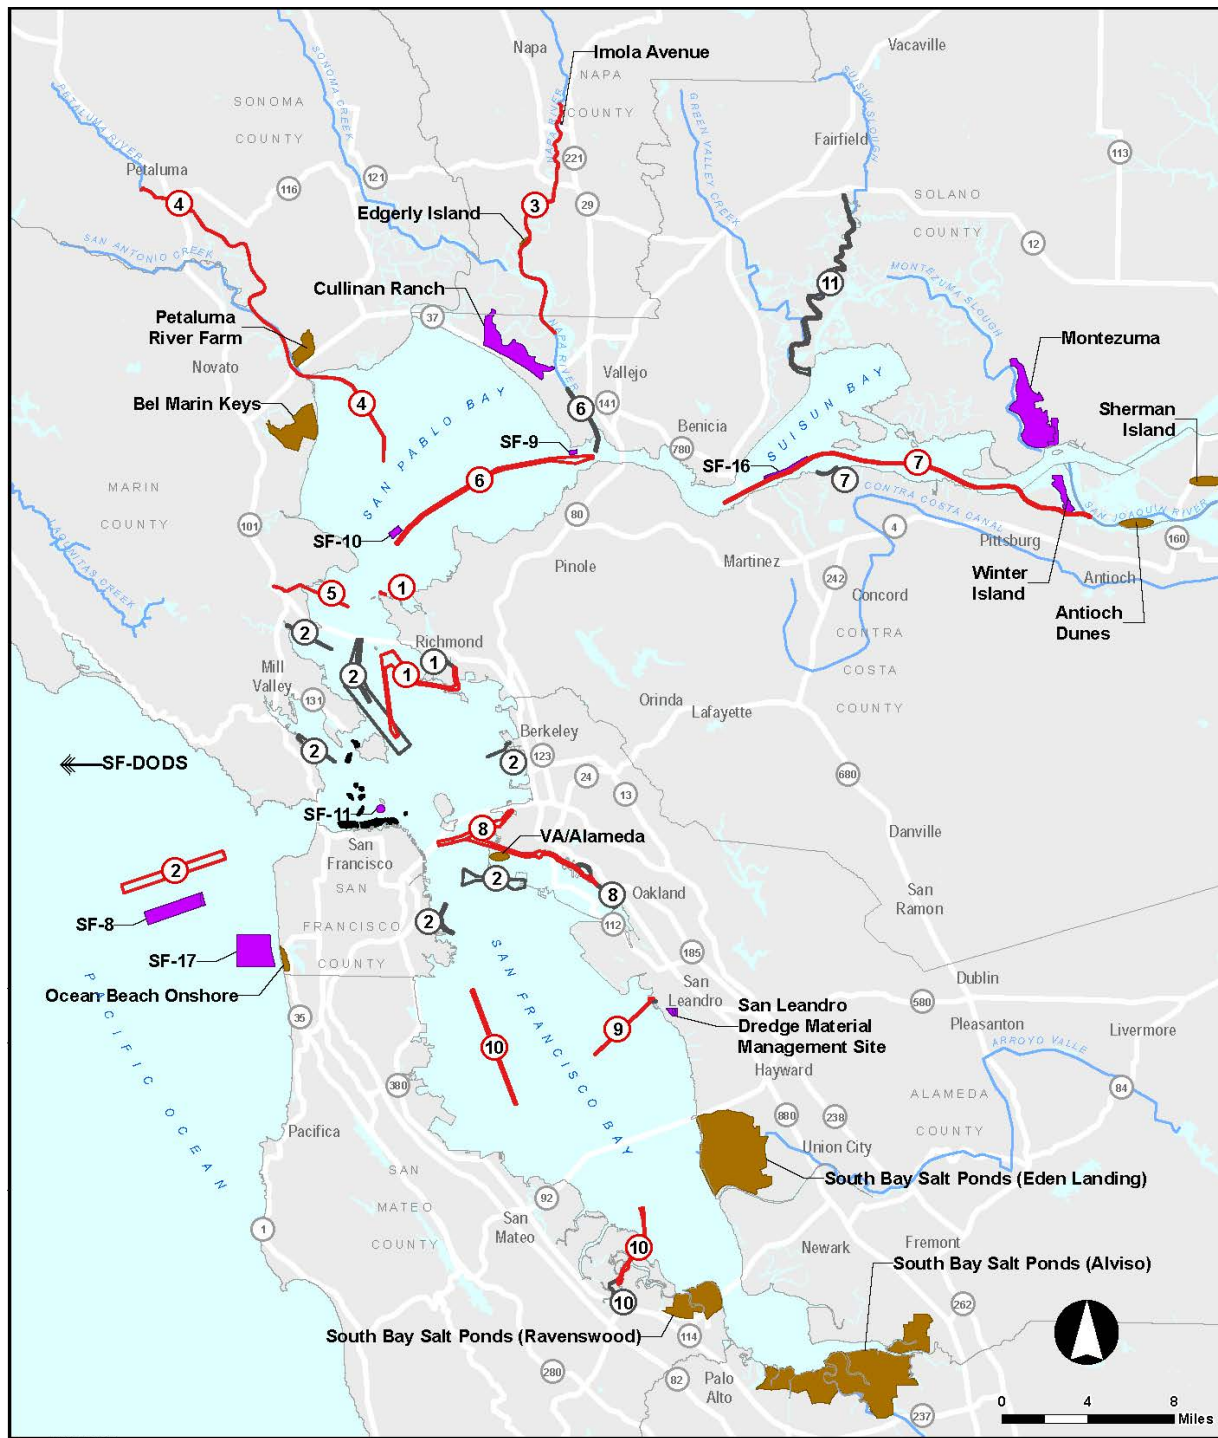 Napa
Imola Avenue
Vacaville
NAPA
COUNTY
SONOMA
COUNTY
SONOMA CREEK
PETALUMA RIVER
NAPA RIVER
SUISUN SLOUGH
GREEN VALLEY CREEK
Fairfield
Petaluma
116
121
221
29
113
4
3
Edgerly Island
SOLANO
COUNTY
12
SAN ANTONIO CREEK
MONTEZUMA SLOUGH
11
Cullinan Ranch
Petaluma
River Farm
37
NAPA RIVER
Montezuma
Novato
Vallejo
Bel Marin Keys
4
6
141
Benicia
SUISUN BAY
Sherman
Island
SF-9
780
SF-16
7
7
SAN PABLO BAY
6
MARIN
COUNTY
CONTRA COSTA CANAL
SAN JOAQUIN RIVER
101
80
4
160
SF-10
Pittsburg
LAGUNITAS CREEK
Pinole
Martinez
242
Winter
Island
Antioch
5
1
Concord
Antioch
Dunes
2
Richmond
CONTRA
COSTA
COUNTY
1
1
2
Mill
Valley
131
Orinda
Lafayette
2
Berkeley
123
2
SF-DODS
24
680
13
SF-11
8
VA/Alameda
Danville
San
Francisco
2
2
8
Oakland
San
Ramon
SAN
FRANCISCO
COUNTY
SF-8
2
112
SF-17
185
Ocean Beach Onshore
San
Leandro
Dublin
580
San Leandro
Dredge Material
Management Site
35
9
Pleasanton
Livermore
PACIFIC OCEAN
SAN FRANCISCO BAY
10
Hayward
ARROYO VALLE
380
84
ALAMEDA
COUNTY
880
238
Pacifica
Union City
SAN
MATEO
COUNTY
South Bay Salt Ponds (Eden Landing)
92
1
San
Mateo
Newark
Fremont
10
South Bay Salt Ponds (Alviso)
10
262
South Bay Salt Ponds (Ravenswood)
114
280
82
Palo
Alto
237
0 4 8
Miles